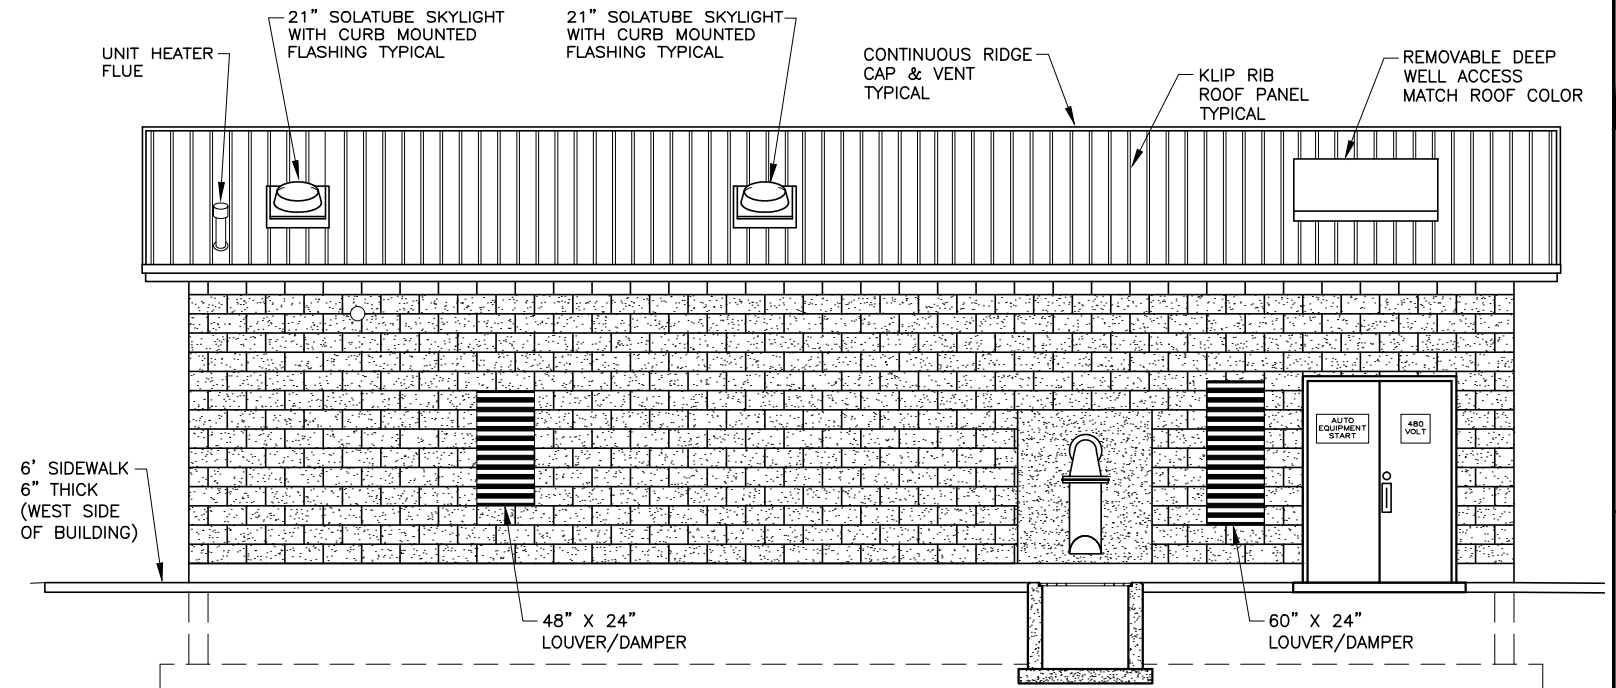 21" SOLATUBE SKYLIGHT
WITH CURB MOUNTED
FLASHING TYPICAL
21" SOLATUBE SKYLIGHT
WITH CURB MOUNTED
FLASHING TYPICAL
UNIT HEATER
FLUE
CONTINUOUS RIDGE
CAP & VENT
TYPICAL
KLIP RIB
ROOF PANEL
TYPICAL
REMOVABLE DEEP
WELL ACCESS
MATCH ROOF COLOR
AUTO
EQUIPMENT
START
480
VOLT
6' SIDEWALK
6" THICK
(WEST SIDE
OF BUILDING)
48" X 24"
LOUVER/DAMPER
60" X 24"
LOUVER/DAMPER